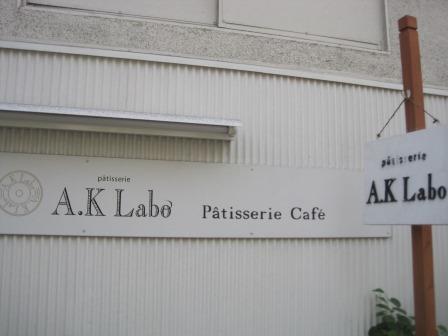 pâtisserie
A.K Labo Pâtisserie Café
pâtisserie
A.K Labo